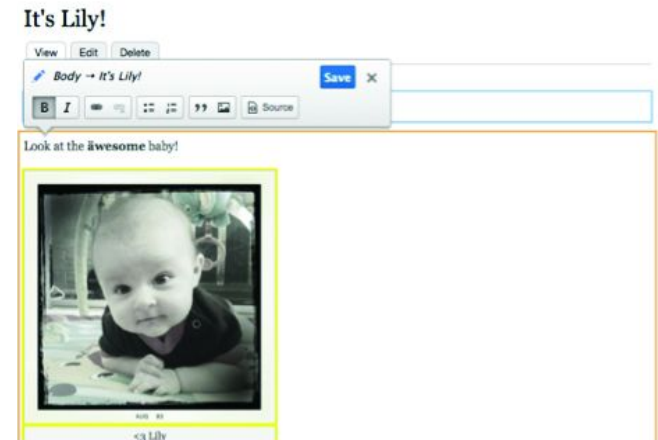 It's Lily!
View Edit Delete
Body → It's Lily!
Save ×
B I Source
Look at the äwesome baby!
<3 Lily